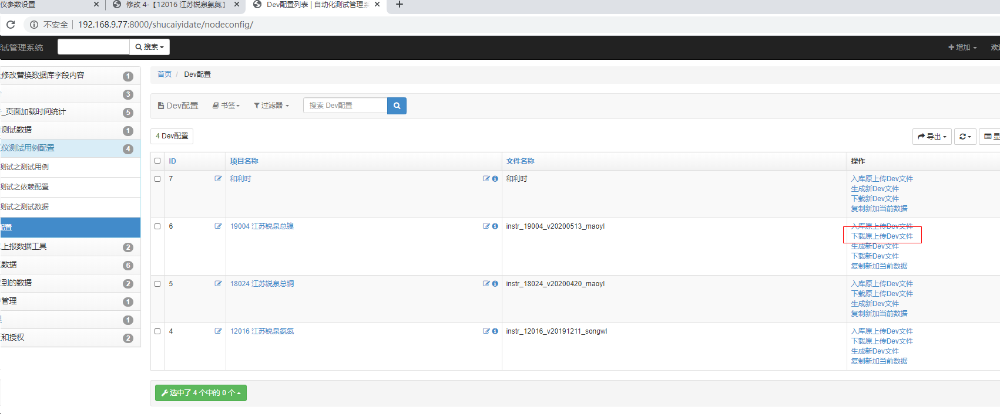 仪参数设置
修改 4-【12016 江苏锐泉氨氮】
Dev配置列表 | 自动化测试管理系
不安全
192.168.9.77:8000/shucaiyidate/nodeconfig/
试管理系统
搜索
增加
欢迎
修改替换数据库字段内容 1
3
_页面加载时间统计 5
测试数据 1
仪测试用例配置 4
测试之测试用例
测试之依赖配置
测试之测试数据
配置
上报数据工具 2
数据 6
到的数据 2
管理 1
1
和授权 2
首页 / Dev配置
Dev配置
书签
过滤器
搜索 Dev配置
4 Dev配置
导出
显
ID 项目名称 文件名称 操作
7 和利时 和利时
入库原上传Dev文件
生成新Dev文件
下载新Dev文件
复制新加当前数据
6 19004 江苏锐泉总镍 instr_19004_v20200513_maoyl
入库原上传Dev文件
下载原上传Dev文件
生成新Dev文件
下载新Dev文件
复制新加当前数据
5 18024 江苏锐泉总铜 instr_18024_v20200420_maoyl
入库原上传Dev文件
下载原上传Dev文件
生成新Dev文件
复制新加当前数据
4 12016 江苏锐泉氨氮 instr_12016_v20191211_songwl
入库原上传Dev文件
下载原上传Dev文件
生成新Dev文件
复制新加当前数据
选中了 4 个中的 0 个